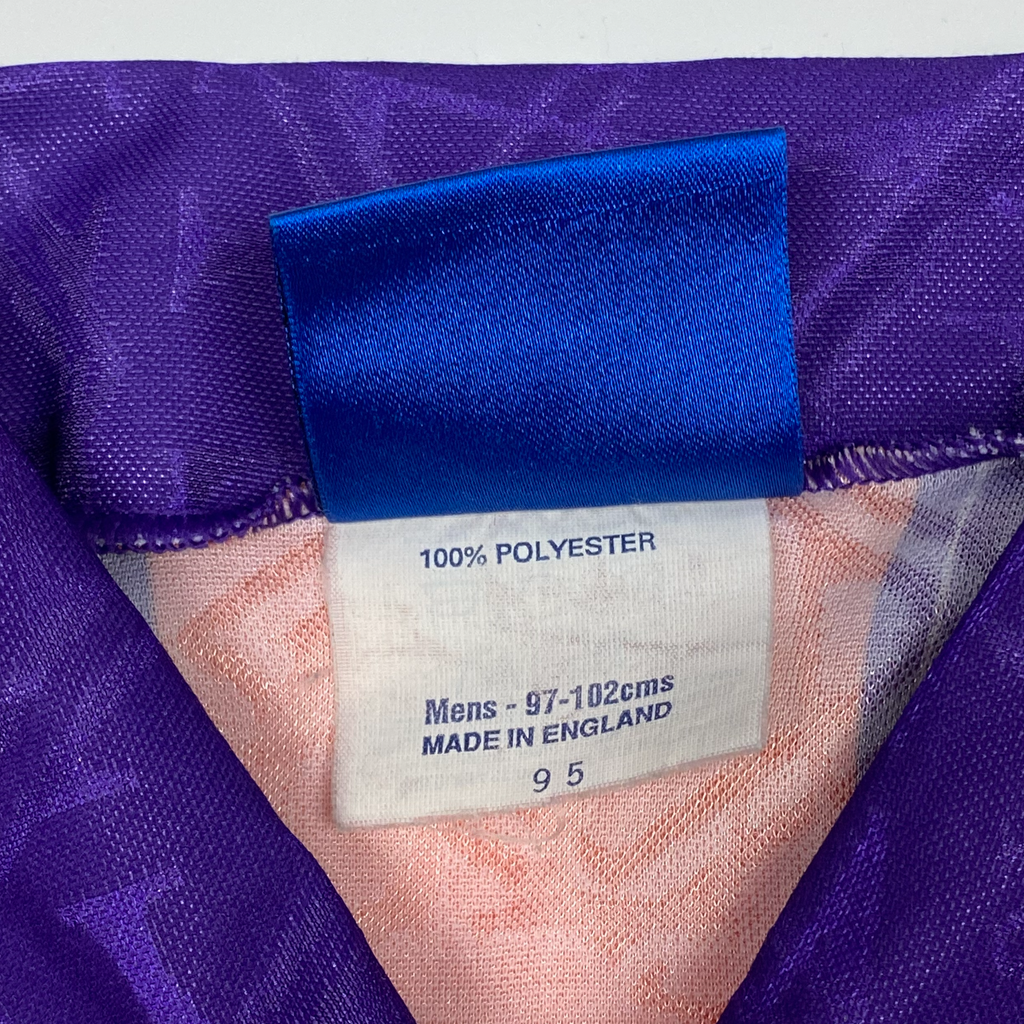 100% POLYESTER
Mens - 97-102cms
MADE IN ENGLAND
9 5